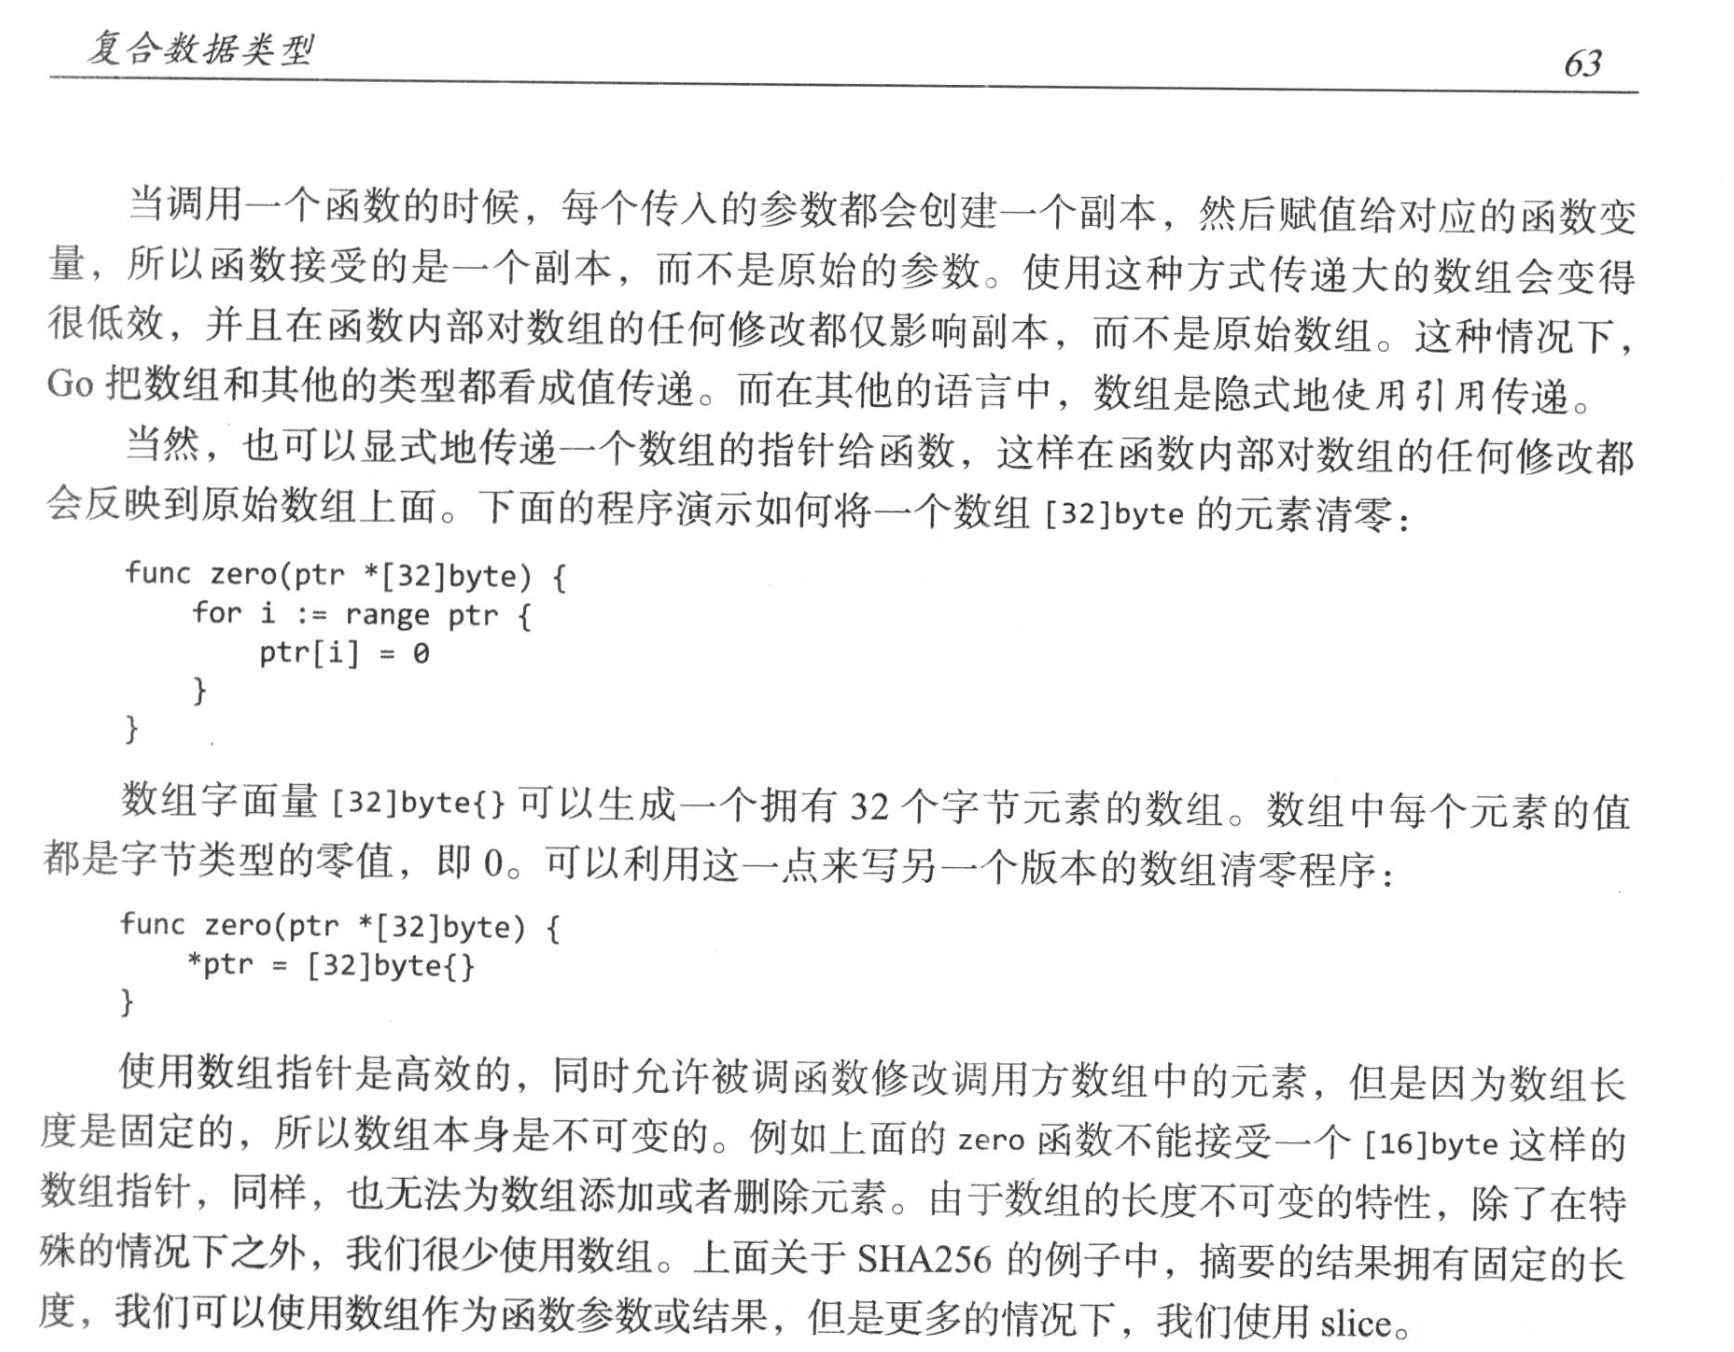 复合数据类型
63
当调用一个函数的时候，每个传入的参数都会创建一个副本，然后赋值给对应的函数变
量，所以函数接受的是一个副本，而不是原始的参数。使用这种方式传递大的数组会变得
很低效，并且在函数内部对数组的任何修改都仅影响副本，而不是原始数组。这种情况下，
Go 把数组和其他的类型都看成值传递。而在其他的语言中，数组是隐式地使用引用传递。
当然，也可以显式地传递一个数组的指针给函数，这样在函数内部对数组的任何修改都
会反映到原始数组上面。下面的程序演示如何将一个数组 [32]byte 的元素清零：
func zero(ptr *[32]byte) {
    for i := range ptr {
        ptr[i] = 0
    }
}
数组字面量 [32]byte{} 可以生成一个拥有 32 个字节元素的数组。数组中每个元素的值
都是字节类型的零值，即 0。可以利用这一点来写另一个版本的数组清零程序：
func zero(ptr *[32]byte) {
    *ptr = [32]byte{}
}
使用数组指针是高效的，同时允许被调函数修改调用方数组中的元素，但是因为数组长
度是固定的，所以数组本身是不可变的。例如上面的 zero 函数不能接受一个 [16]byte 这样的
数组指针，同样，也无法为数组添加或者删除元素。由于数组的长度不可变的特性，除了在特
殊的情况下之外，我们很少使用数组。上面关于 SHA256 的例子中，摘要的结果拥有固定的长
度，我们可以使用数组作为函数参数或结果，但是更多的情况下，我们使用 slice。